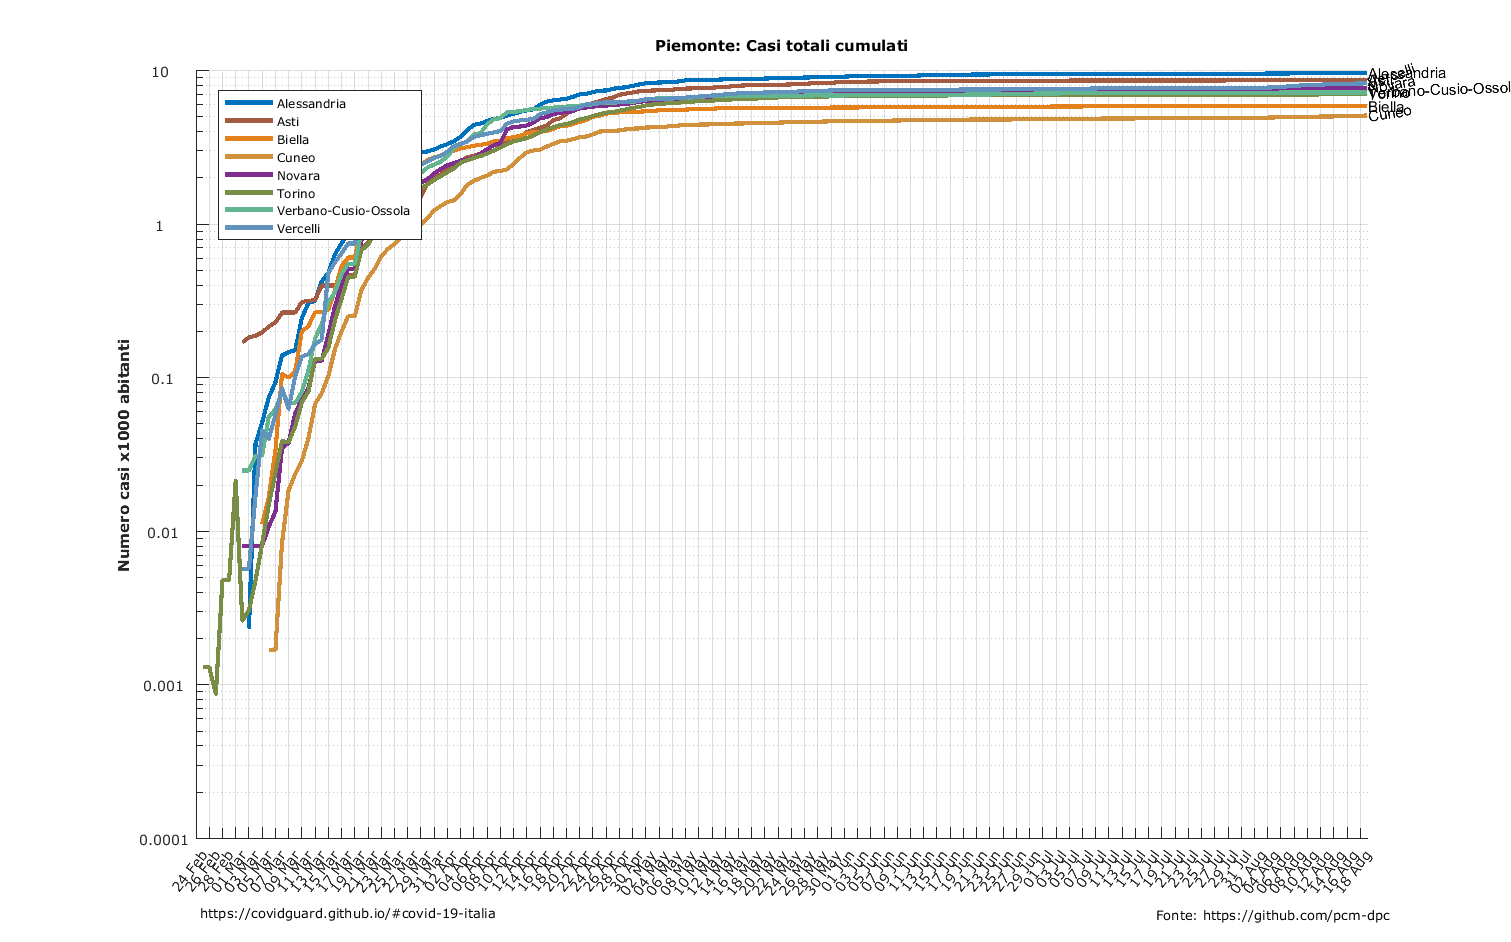 Piemonte: Casi totali cumulati
Numero casi x1000 abitanti
10
1
0.1
0.01
0.001
0.0001
Alessandria
Asti
Biella
Cuneo
Novara
Torino
Verbano-Cusio-Ossola
Vercelli
Vercelli
Alessandria
Asti
Novara
Verbano-Cusio-Ossola
Torino
Biella
Cuneo
24 Feb
26 Feb
28 Feb
01 Mar
03 Mar
05 Mar
07 Mar
09 Mar
11 Mar
13 Mar
15 Mar
17 Mar
19 Mar
21 Mar
23 Mar
25 Mar
27 Mar
29 Mar
31 Mar
02 Apr
04 Apr
06 Apr
08 Apr
10 Apr
12 Apr
14 Apr
16 Apr
18 Apr
20 Apr
22 Apr
24 Apr
26 Apr
28 Apr
30 Apr
02 May
04 May
06 May
08 May
10 May
12 May
14 May
16 May
18 May
20 May
22 May
24 May
26 May
28 May
30 May
01 Jun
03 Jun
05 Jun
07 Jun
09 Jun
11 Jun
13 Jun
15 Jun
17 Jun
19 Jun
21 Jun
23 Jun
25 Jun
27 Jun
29 Jun
01 Jul
03 Jul
05 Jul
07 Jul
09 Jul
11 Jul
13 Jul
15 Jul
17 Jul
19 Jul
21 Jul
23 Jul
25 Jul
27 Jul
29 Jul
31 Jul
02 Aug
04 Aug
06 Aug
08 Aug
10 Aug
12 Aug
14 Aug
16 Aug
18 Aug
https://covidguard.github.io/#covid-19-italia
Fonte: https://github.com/pcm-dpc